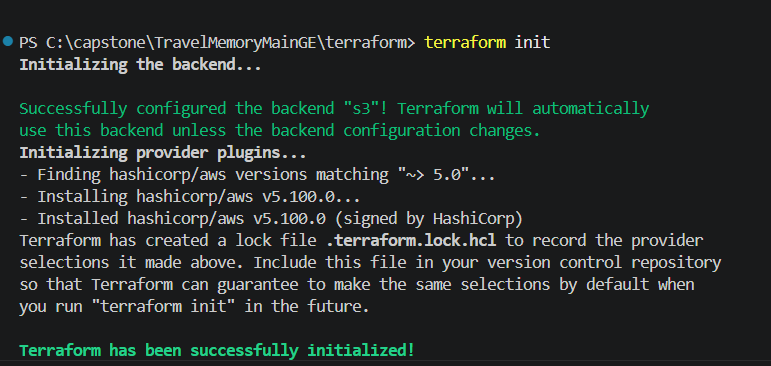 PS C:\capstone\TravelMemoryMainGE\terraform> terraform init
Initializing the backend...
Successfully configured the backend "s3"! Terraform will automatically
use this backend unless the backend configuration changes.
Initializing provider plugins...
- Finding hashicorp/aws versions matching "~> 5.0"...
- Installing hashicorp/aws v5.100.0...
- Installed hashicorp/aws v5.100.0 (signed by HashiCorp)
Terraform has created a lock file .terraform.lock.hcl to record the provider
selections it made above. Include this file in your version control repository
so that Terraform can guarantee to make the same selections by default when
you run "terraform init" in the future.
Terraform has been successfully initialized!